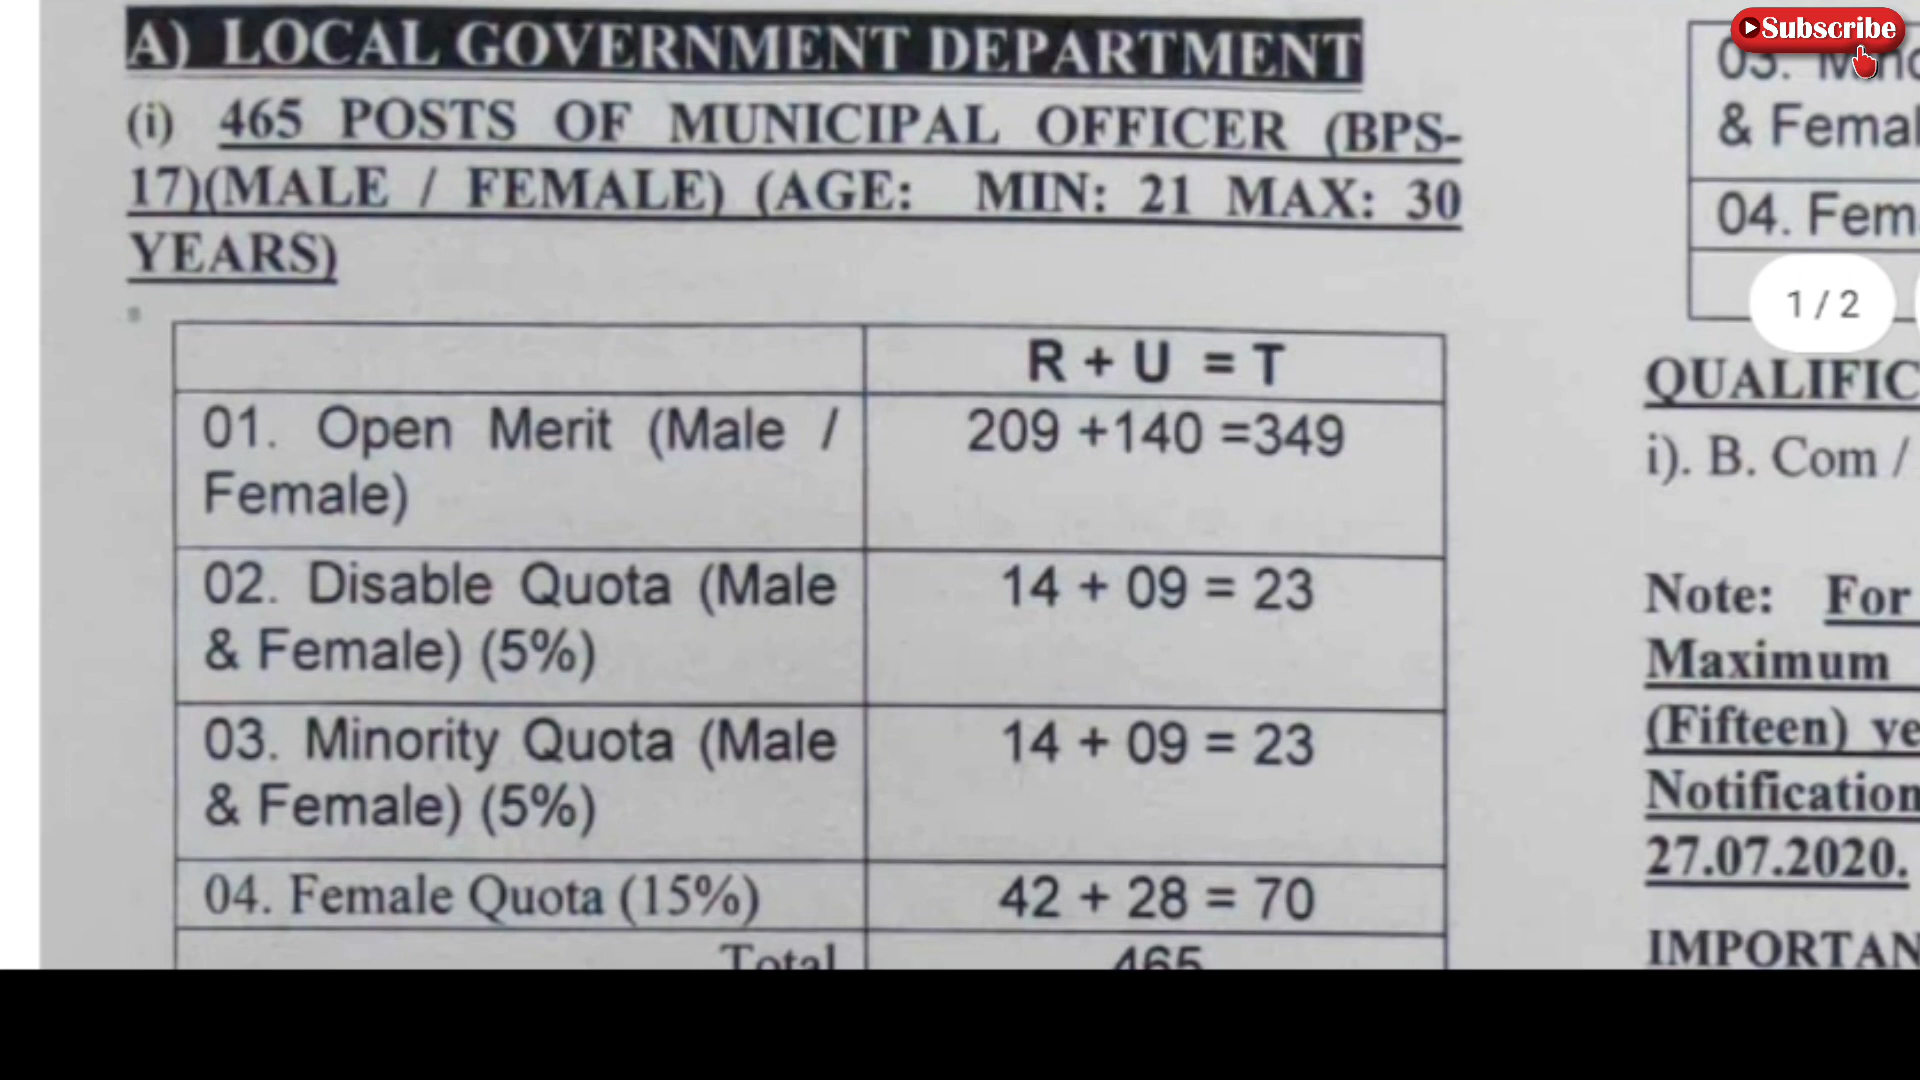 A) LOCAL GOVERNMENT DEPARTMENT
(i) 465 POSTS OF MUNICIPAL OFFICER (BPS-
17)(MALE / FEMALE) (AGE: MIN: 21 MAX: 30
YEARS)
R + U = T
01. Open Merit (Male /
Female)
209 +140 =349
02. Disable Quota (Male
& Female) (5%)
14 + 09 = 23
03. Minority Quota (Male
& Female) (5%)
14 + 09 = 23
04. Female Quota (15%)
42 + 28 = 70
Total
465
Subscribe
03.
& Femal
04. Fem
1 / 2
QUALIFIC
i). B. Com /
Note: For
Maximum
(Fifteen) ye
Notification
27.07.2020.
IMPORTAN